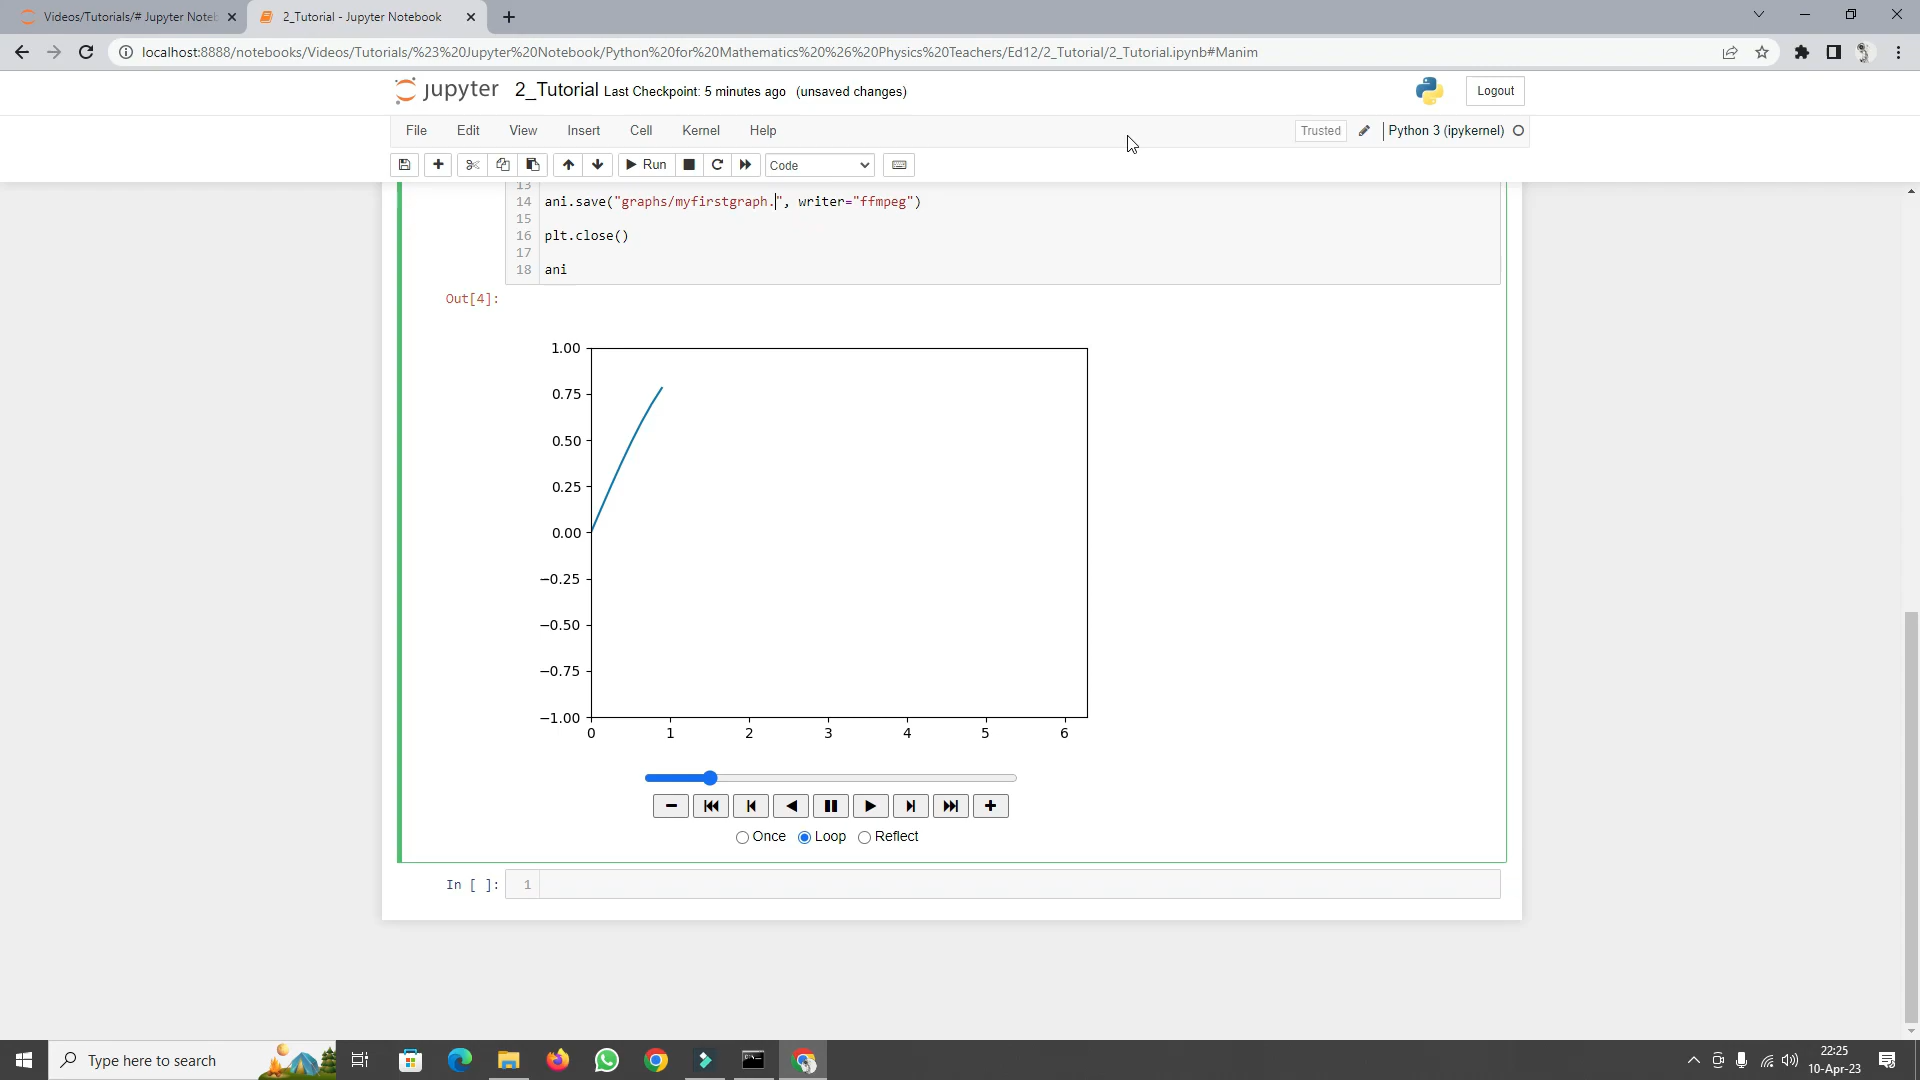 Videos/Tutorials/# Jupyter Noteb
2_Tutorial - Jupyter Notebook
localhost:8888/notebooks/Videos/Tutorials/%23%20Jupyter%20Notebook/Python%20for%20Mathematics%20%26%20Physics%20Teachers/Ed12/2_Tutorial/2_Tutorial.ipynb#Manim
jupyter 2_Tutorial Last Checkpoint: 5 minutes ago (unsaved changes)
Logout
File Edit View Insert Cell Kernel Help
Trusted
Python 3 (ipykernel)
Run
Code
13
14 ani.save("graphs/myfirstgraph.", writer="ffmpeg")
15
16 plt.close()
17
18 ani
Out[4]:
1.00
0.75
0.50
0.25
0.00
−0.25
−0.50
−0.75
−1.00
0 1 2 3 4 5 6
Once Loop Reflect
In [ ]: 1
Type here to search
22:25
10-Apr-23